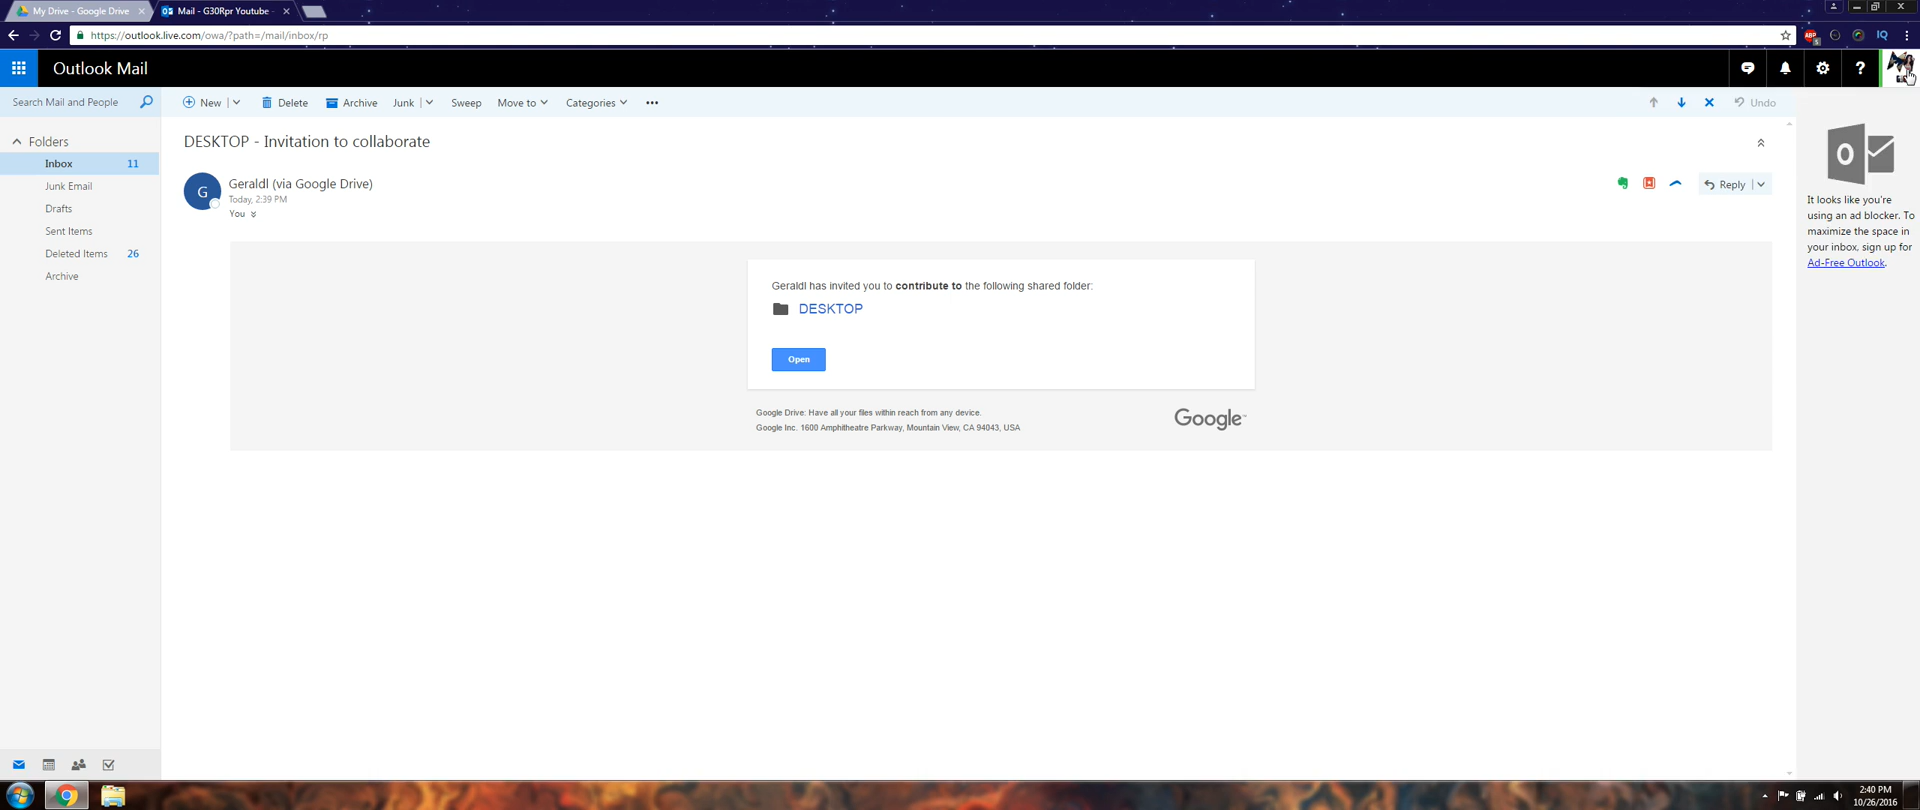 My Drive - Google Drive
Mail - G30Rpr Youtube -
https://outlook.live.com/owa/?path=/mail/inbox/rp
ABP
5
IQ
Outlook Mail
?
Search Mail and People
New
Delete
Archive
Junk
Sweep
Move to
Categories
Undo
Folders
Inbox 11
Junk Email
Drafts
Sent Items
Deleted Items 26
Archive
DESKTOP - Invitation to collaborate
G
Geraldl (via Google Drive)
Today, 2:39 PM
You
Reply
Geraldl has invited you to contribute to the following shared folder:
DESKTOP
Open
Google Drive: Have all your files within reach from any device.
Google Inc. 1600 Amphitheatre Parkway, Mountain View, CA 94043, USA
Google
It looks like you're
using an ad blocker. To
maximize the space in
your inbox, sign up for
Ad-Free Outlook.
2:40 PM
10/26/2016